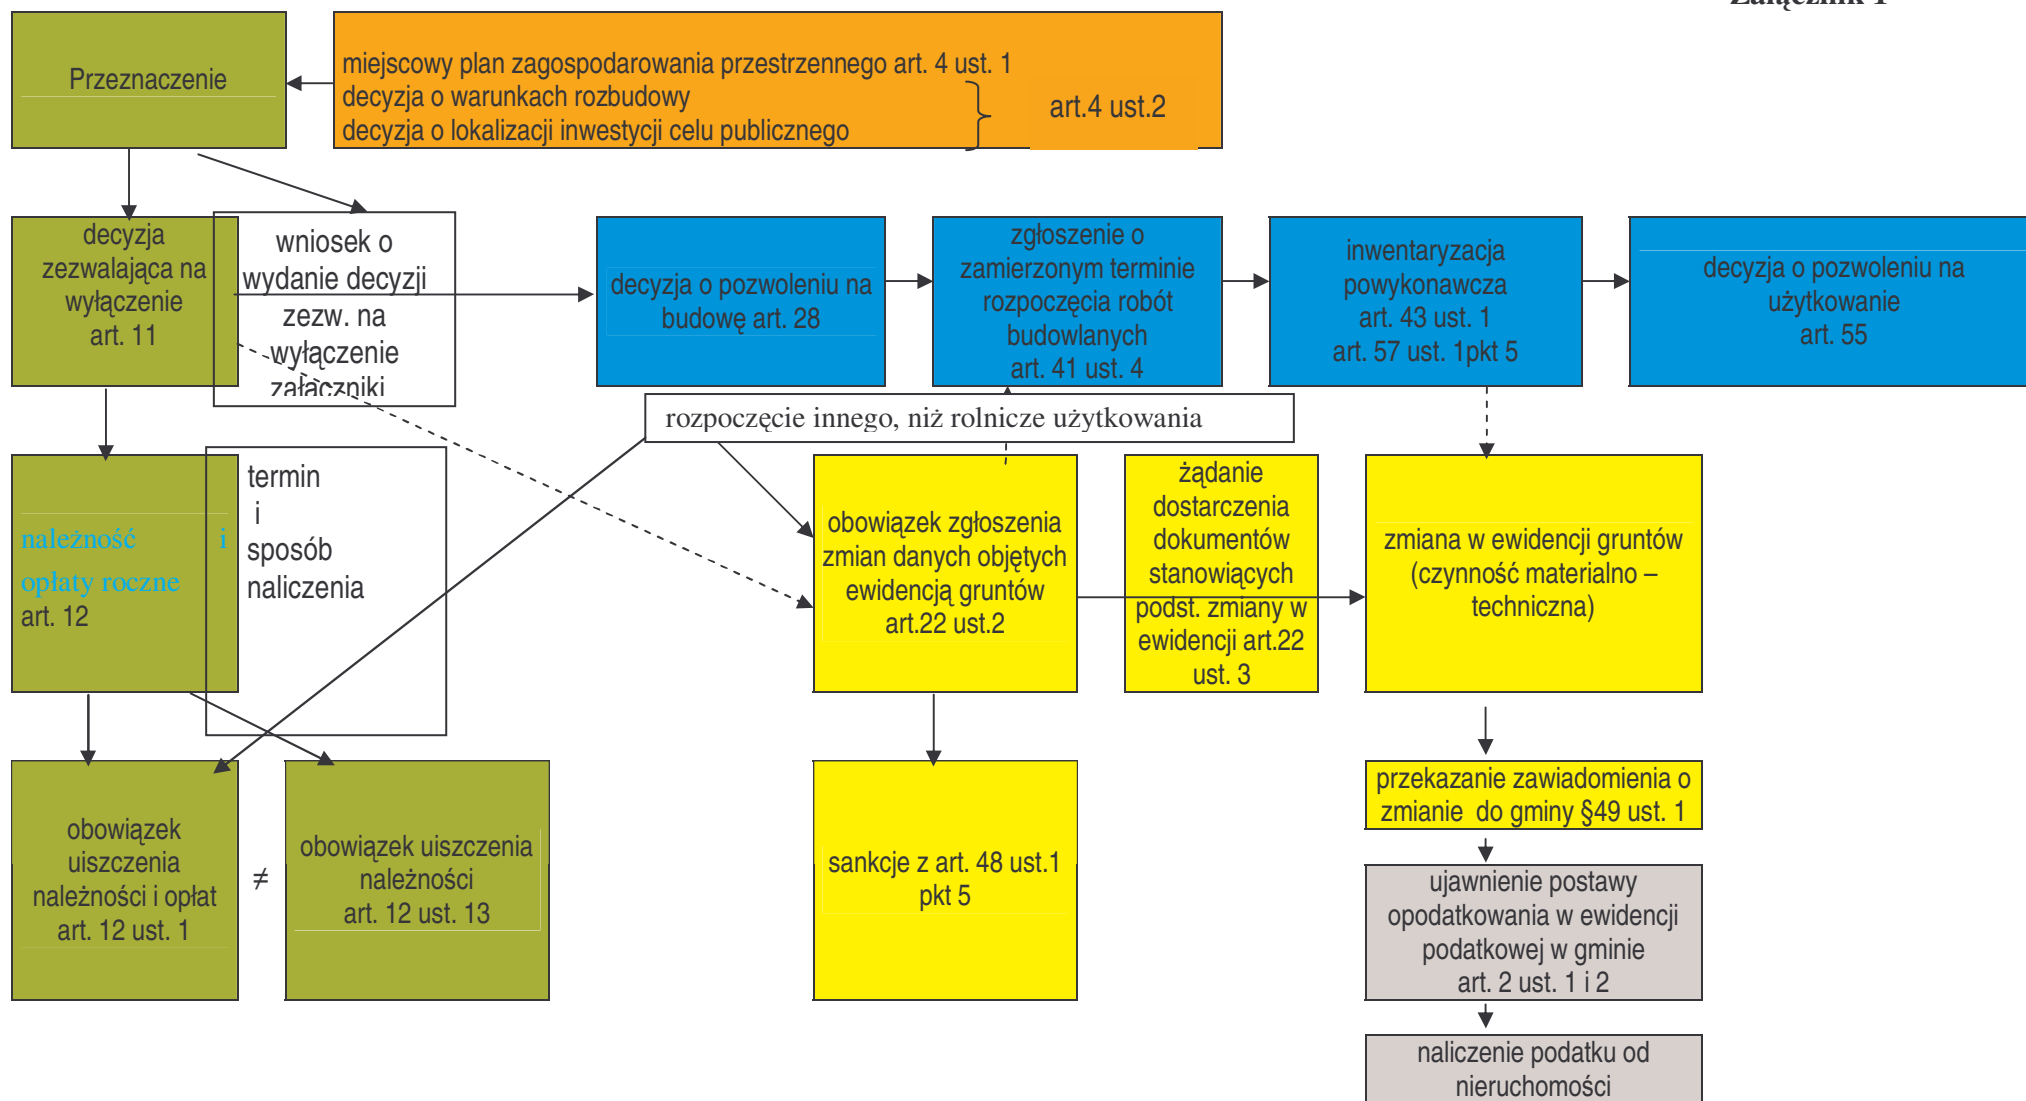 Załącznik 1
Przeznaczenie
miejscowy plan zagospodarowania przestrzennego art. 4 ust. 1
decyzja o warunkach rozbudowy
decyzja o lokalizacji inwestycji celu publicznego
art.4 ust.2
decyzja
zezwalająca na
wyłączenie
art. 11
wniosek o
wydanie decyzji
zezw. na
wyłączenie
załaczniki
decyzja o pozwoleniu na
budowę art. 28
zgłoszenie o
zamierzonym terminie
rozpoczęcia robót
budowlanych
art. 41 ust. 4
inwentaryzacja
powykonawcza
art. 43 ust. 1
art. 57 ust. 1pkt 5
decyzja o pozwoleniu na
użytkowanie
art. 55
rozpoczęcie innego, niż rolnicze użytkowania
należność i
opłaty roczne
art. 12
termin
i
sposób
naliczenia
obowiązek zgłoszenia
zmian danych objętych
ewidencją gruntów
art.22 ust.2
żądanie
dostarczenia
dokumentów
stanowiących
podst. zmiany w
ewidencji art.22
ust. 3
zmiana w ewidencji gruntów
(czynność materialno –
techniczna)
obowiązek
uiszczenia
należności i opłat
art. 12 ust. 1
≠
obowiązek uiszczenia
należności
art. 12 ust. 13
sankcje z art. 48 ust.1
pkt 5
przekazanie zawiadomienia o
zmianie do gminy §49 ust. 1
ujawnienie postawy
opodatkowania w ewidencji
podatkowej w gminie
art. 2 ust. 1 i 2
naliczenie podatku od
nieruchomości